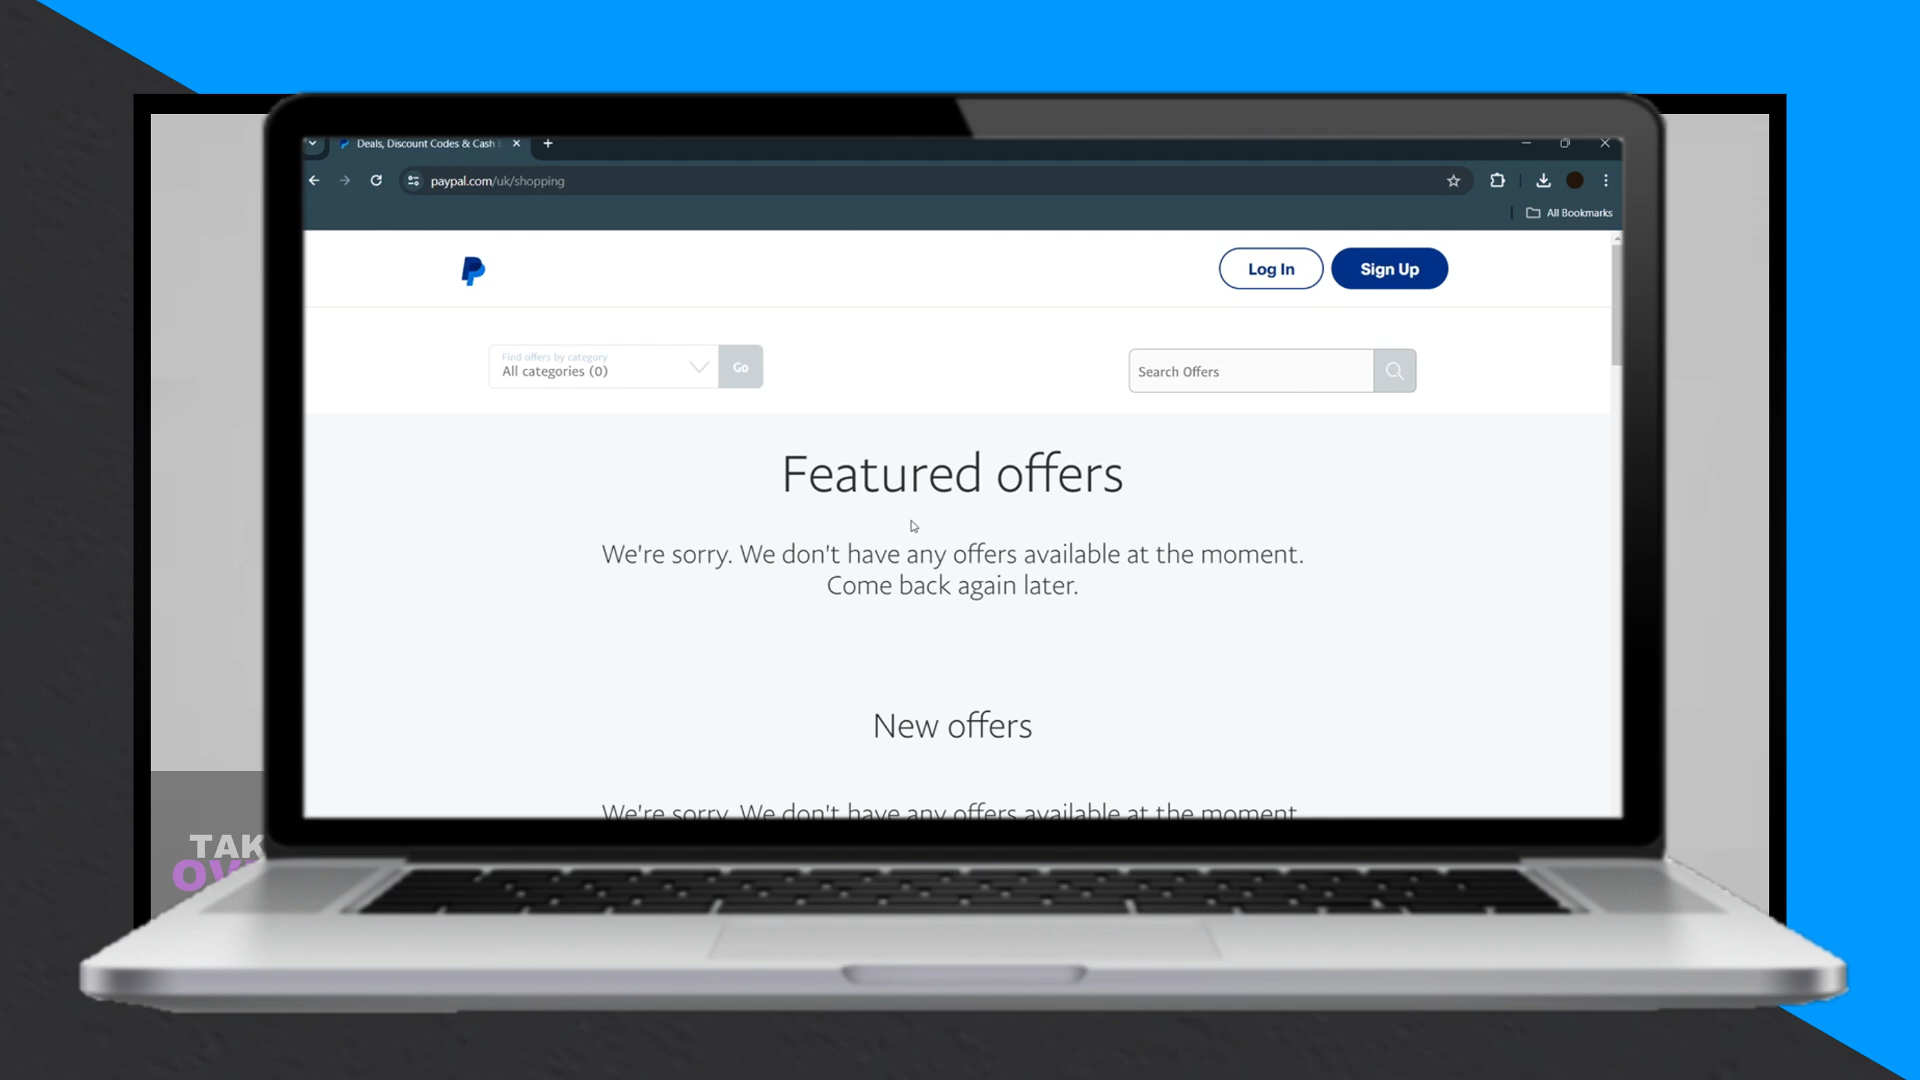 Deals, Discount Codes & Cash
paypal.com/uk/shopping
All Bookmarks
Log In
Sign Up
Find offers by category
All categories (0)
Go
Search Offers
Featured offers
We're sorry. We don't have any offers available at the moment.
Come back again later.
New offers
We're sorry. We don't have any offers available at the moment
TAK
OV